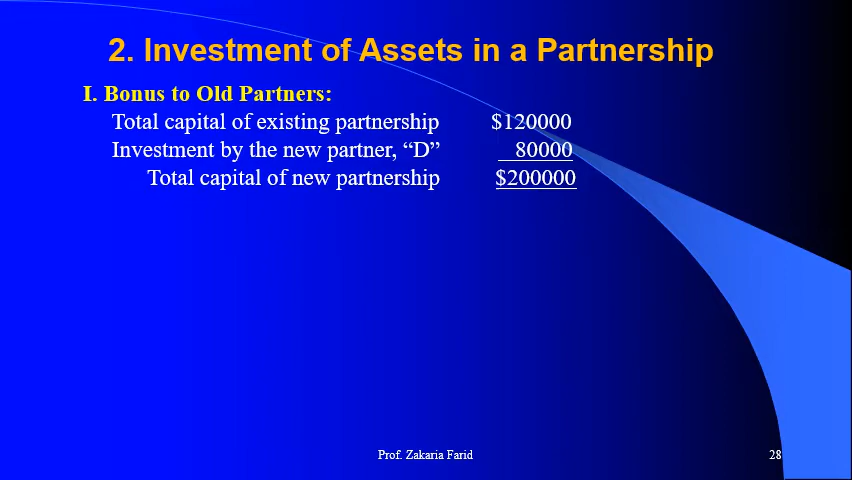 2. Investment of Assets in a Partnership
I. Bonus to Old Partners:
Total capital of existing partnership $120000
Investment by the new partner, “D” 80000
Total capital of new partnership $200000
Prof. Zakaria Farid 28